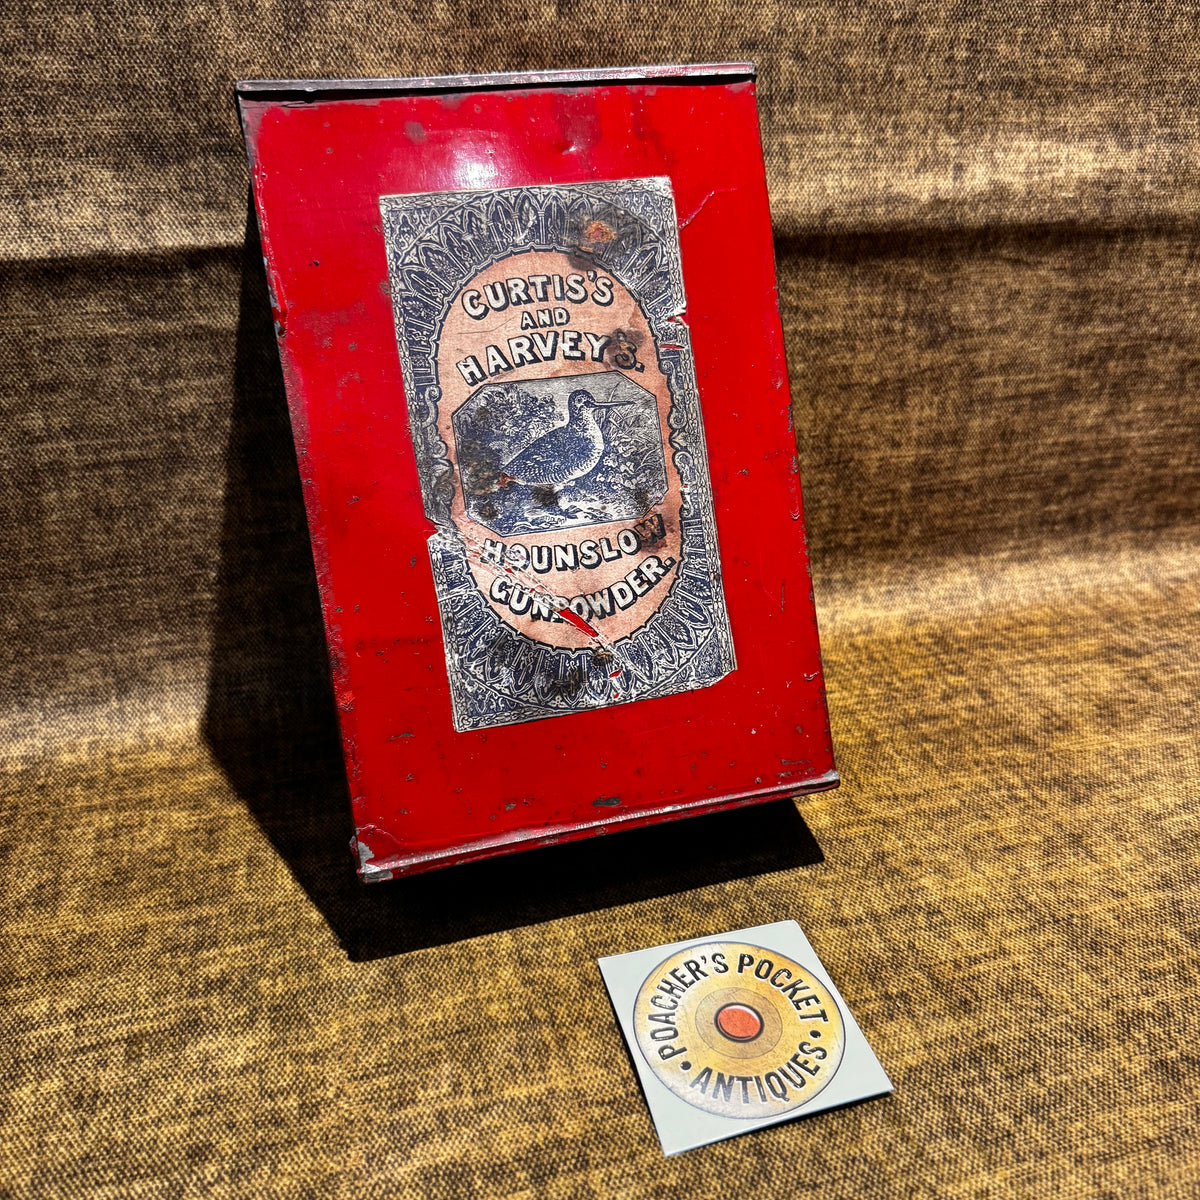 CURTIS'S
AND
HARVEY'S.
HOUNSLOW
GUNPOWDER.
POACHER'S POCKET
• ANTIQUES •